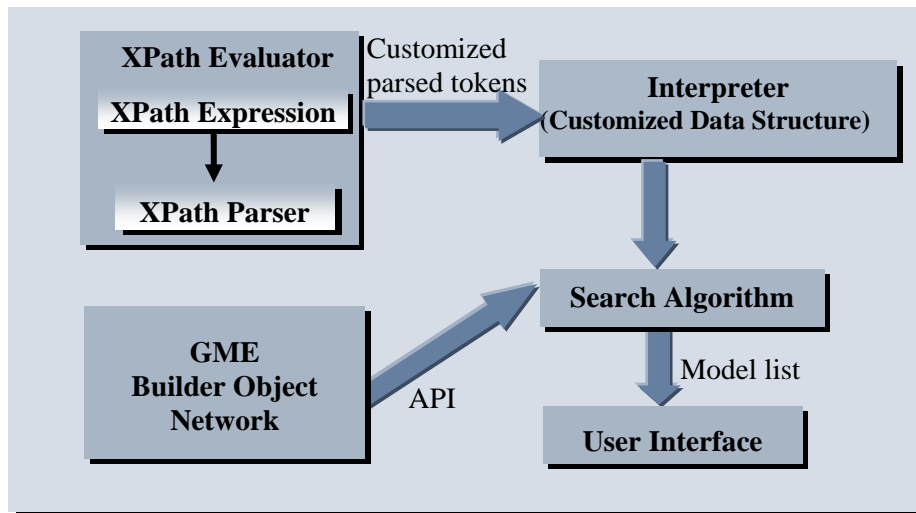 XPath Evaluator
XPath Expression
XPath Parser
Customized
parsed tokens
Interpreter
(Customized Data Structure)
Search Algorithm
GME
Builder Object
Network
API
Model list
User Interface